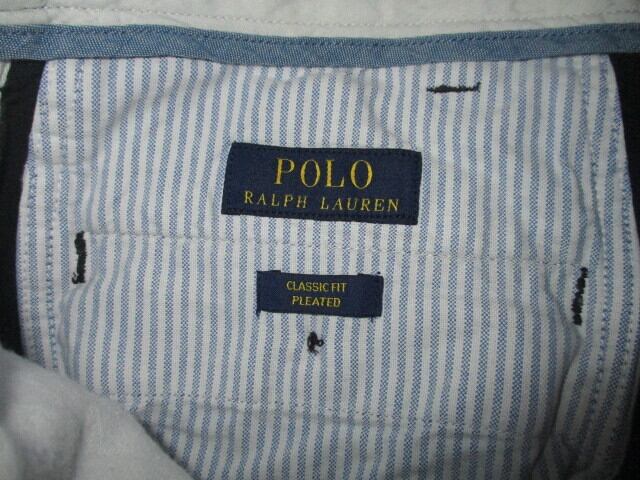 POLO
RALPH LAUREN
CLASSIC FIT
PLEATED